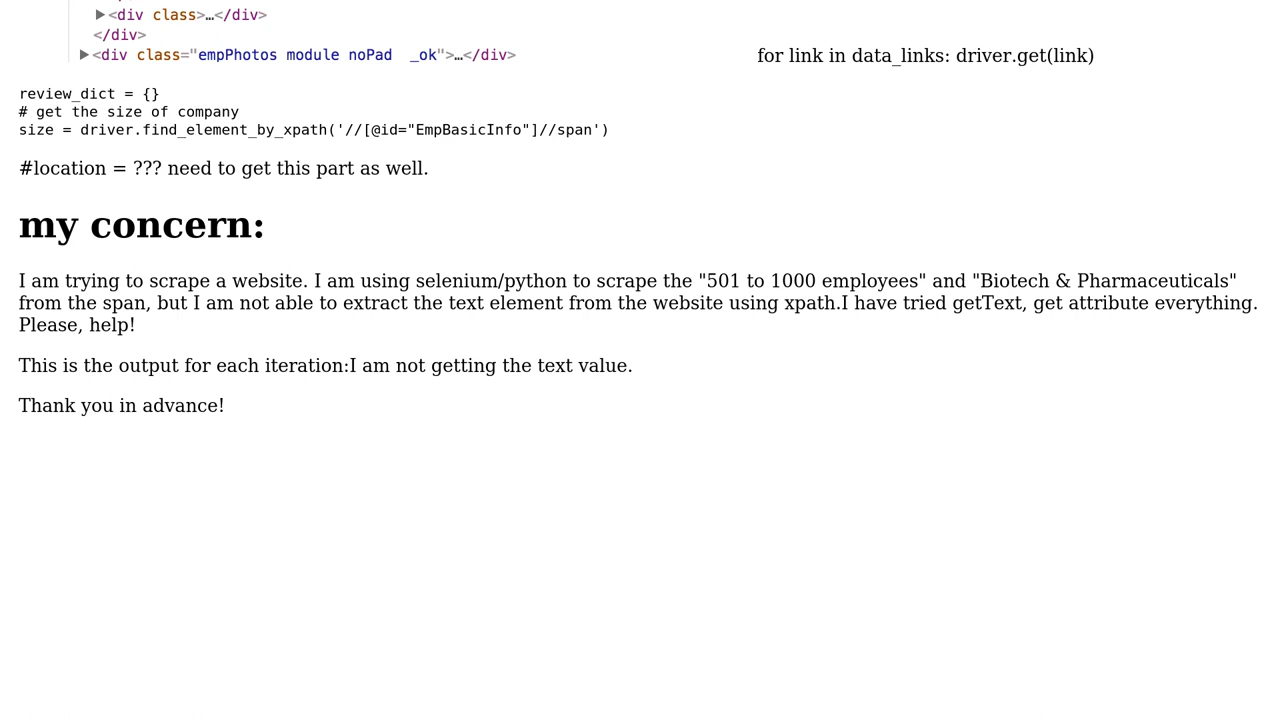 ▶<div class>…</div>
</div>
▶<div class="empPhotos module noPad  _ok">…</div> for link in data_links: driver.get(link)
review_dict = {}
# get the size of company
size = driver.find_element_by_xpath('//[@id="EmpBasicInfo"]//span')
#location = ??? need to get this part as well.
my concern:
I am trying to scrape a website. I am using selenium/python to scrape the "501 to 1000 employees" and "Biotech & Pharmaceuticals"
from the span, but I am not able to extract the text element from the website using xpath.I have tried getText, get attribute everything.
Please, help!
This is the output for each iteration:I am not getting the text value.
Thank you in advance!